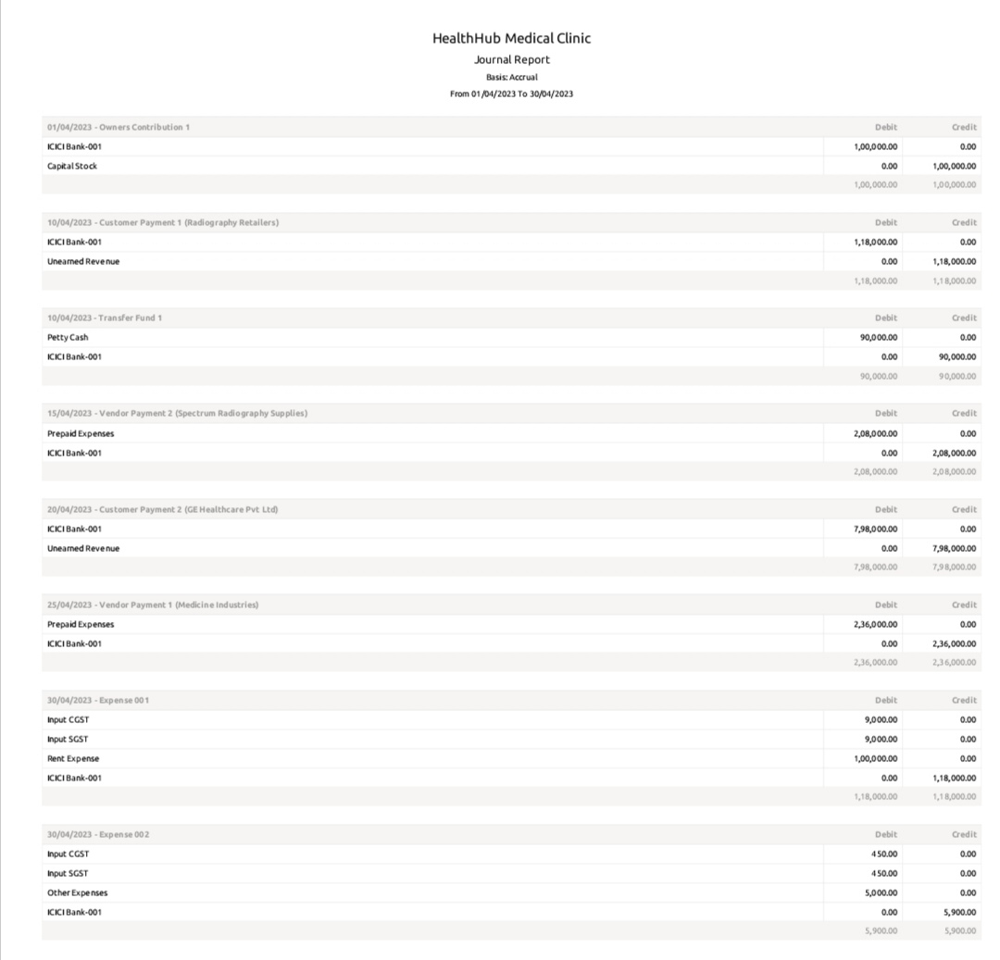 HealthHub Medical Clinic
Journal Report
Basis: Accrual
From 01/04/2023 To 30/04/2023
01/04/2023 - Owners Contribution 1 Debit Credit
ICICI Bank-001 1,00,000.00 0.00
Capital Stock 0.00 1,00,000.00
1,00,000.00 1,00,000.00
10/04/2023 - Customer Payment 1 (Radiography Retailers) Debit Credit
ICICI Bank-001 1,18,000.00 0.00
Unearned Revenue 0.00 1,18,000.00
1,18,000.00 1,18,000.00
10/04/2023 - Transfer Fund 1 Debit Credit
Petty Cash 90,000.00 0.00
ICICI Bank-001 0.00 90,000.00
90,000.00 90,000.00
15/04/2023 - Vendor Payment 2 (Spectrum Radiography Supplies) Debit Credit
Prepaid Expenses 2,08,000.00 0.00
ICICI Bank-001 0.00 2,08,000.00
2,08,000.00 2,08,000.00
20/04/2023 - Customer Payment 2 (GE Healthcare Pvt Ltd) Debit Credit
ICICI Bank-001 7,98,000.00 0.00
Unearned Revenue 0.00 7,98,000.00
7,98,000.00 7,98,000.00
25/04/2023 - Vendor Payment 1 (Medicine Industries) Debit Credit
Prepaid Expenses 2,36,000.00 0.00
ICICI Bank-001 0.00 2,36,000.00
2,36,000.00 2,36,000.00
30/04/2023 - Expense 001 Debit Credit
Input CGST 9,000.00 0.00
Input SGST 9,000.00 0.00
Rent Expense 1,00,000.00 0.00
ICICI Bank-001 0.00 1,18,000.00
1,18,000.00 1,18,000.00
30/04/2023 - Expense 002 Debit Credit
Input CGST 450.00 0.00
Input SGST 450.00 0.00
Other Expenses 5,000.00 0.00
ICICI Bank-001 0.00 5,900.00
5,900.00 5,900.00